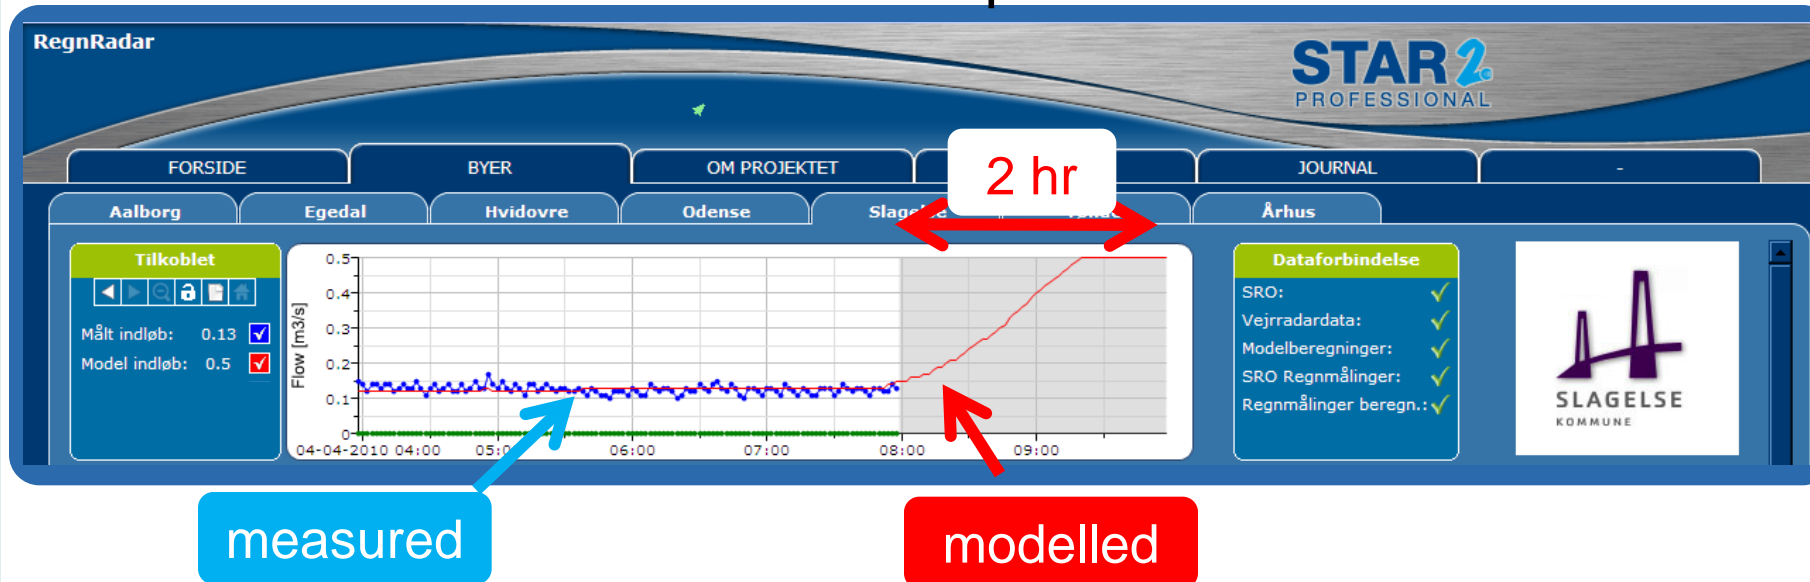 RegnRadar
STAR 2
PROFESSIONAL
FORSIDE
BYER
OM PROJEKTET
2 hr
JOURNAL
-
Aalborg
Egedal
Hvidovre
Odense
Århus
Tilkoblet
Målt indløb: 0.13
Model indløb: 0.5
Flow [m3/s]
0.5
0.4
0.3
0.2
0.1
0
04-04-2010 04:00
06:00
07:00
08:00
09:00
Dataforbindelse
SRO:
Vejrradardata:
Modelberegninger:
SRO Regnmålinger:
Regnmålinger beregn.:
SLAGELSE
KOMMUNE
measured
modelled